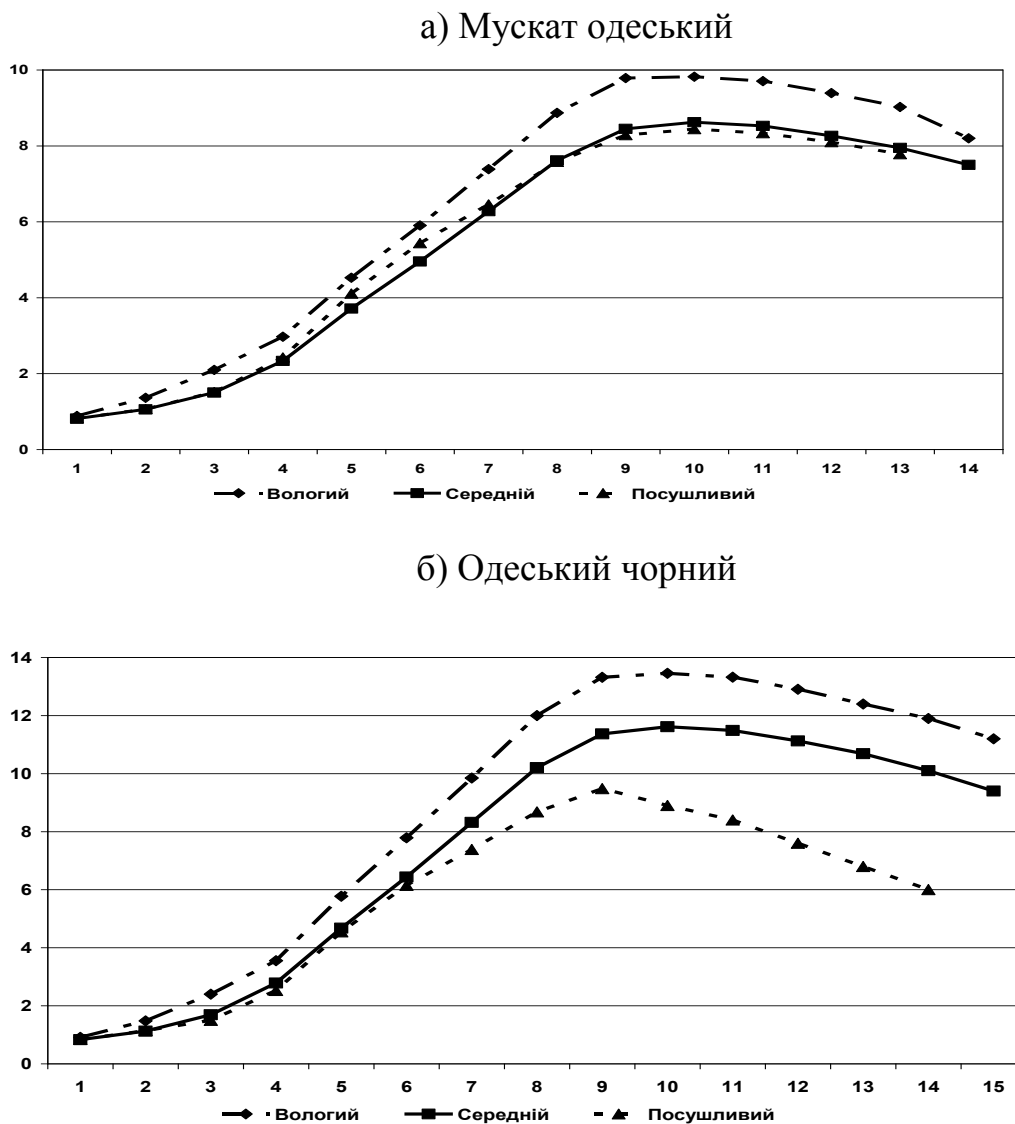 а) Мускат одеський
10
8
6
4
2
0
1 2 3 4 5 6 7 8 9 10 11 12 13 14
Вологий Середній Посушливий
б) Одеський чорний
14
12
10
8
6
4
2
0
1 2 3 4 5 6 7 8 9 10 11 12 13 14 15
Вологий Середній Посушливий